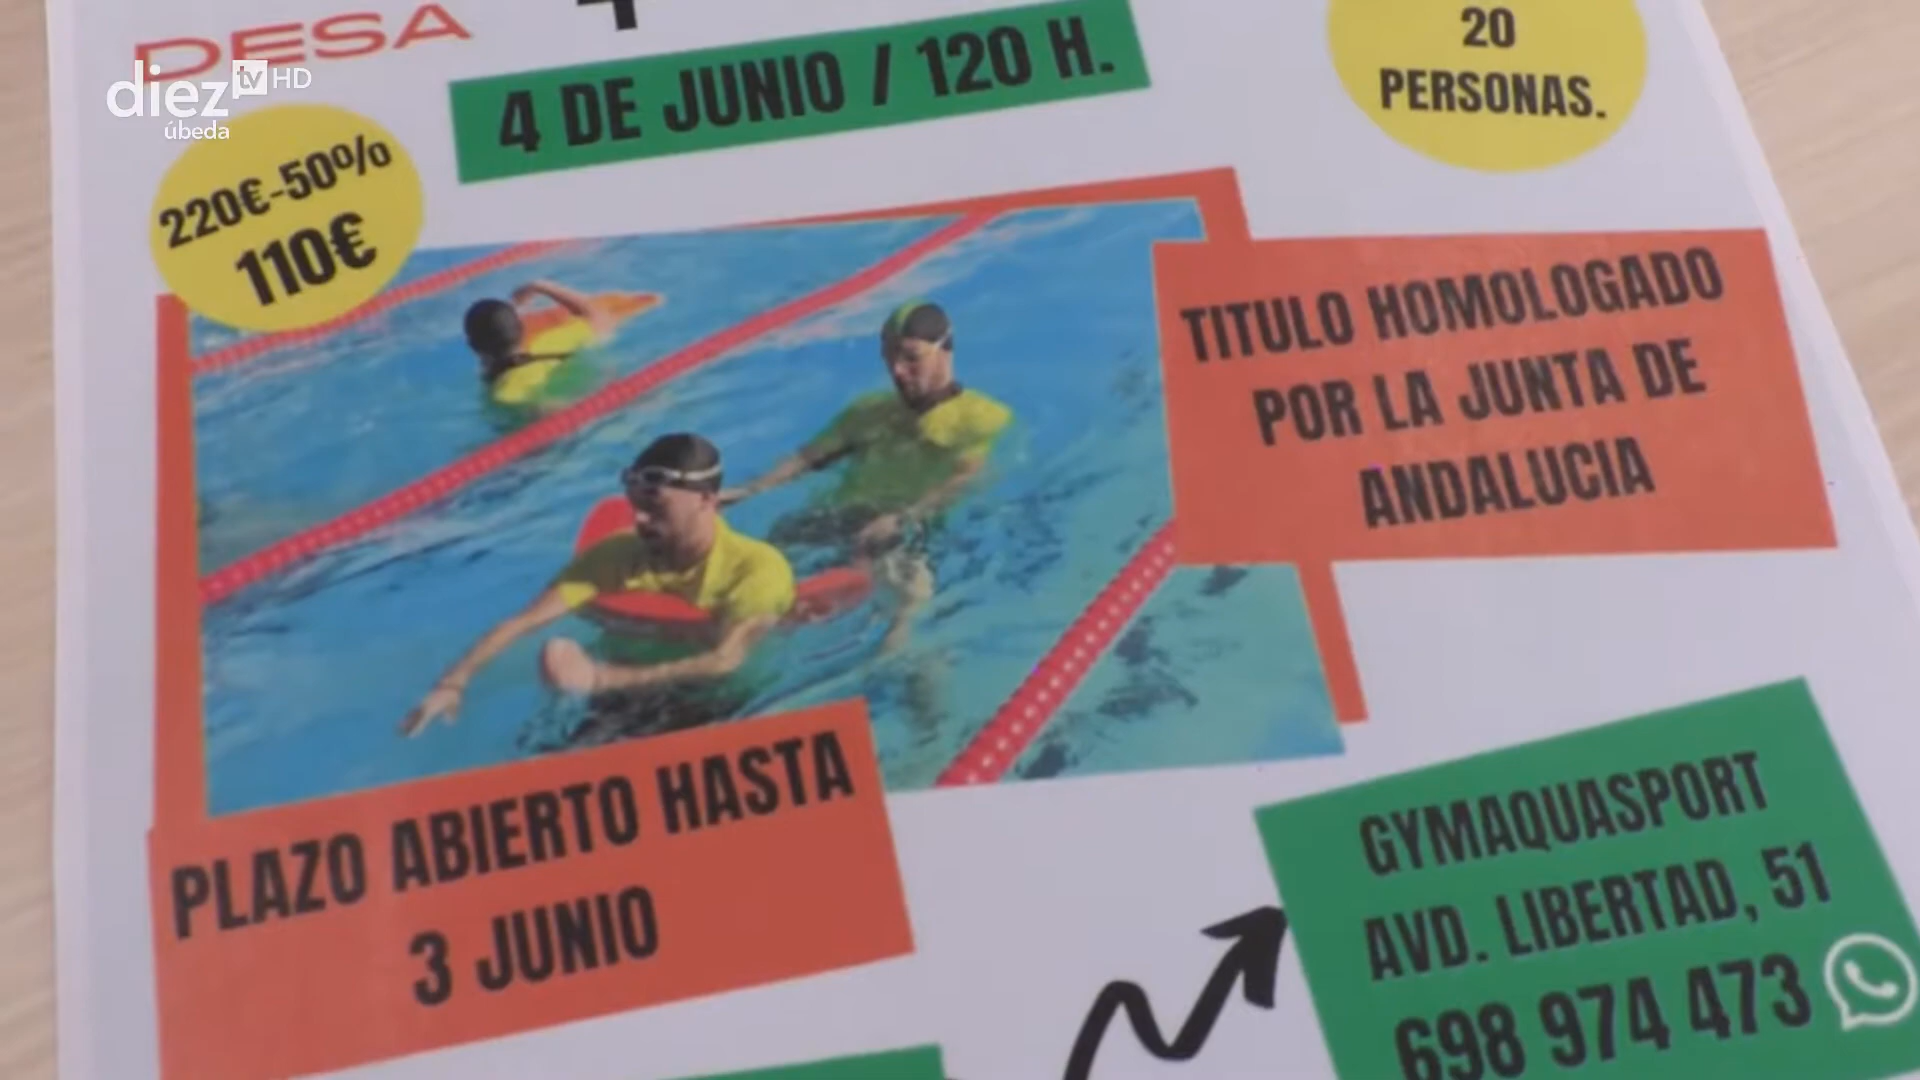 DESA
diez tv HD
úbeda
4 DE JUNIO / 120 H.
20
PERSONAS.
220€-50%
110€
TITULO HOMOLOGADO
POR LA JUNTA DE
ANDALUCIA
PLAZO ABIERTO HASTA
3 JUNIO
GYMAQUASPORT
AVD. LIBERTAD, 51
698 974 473